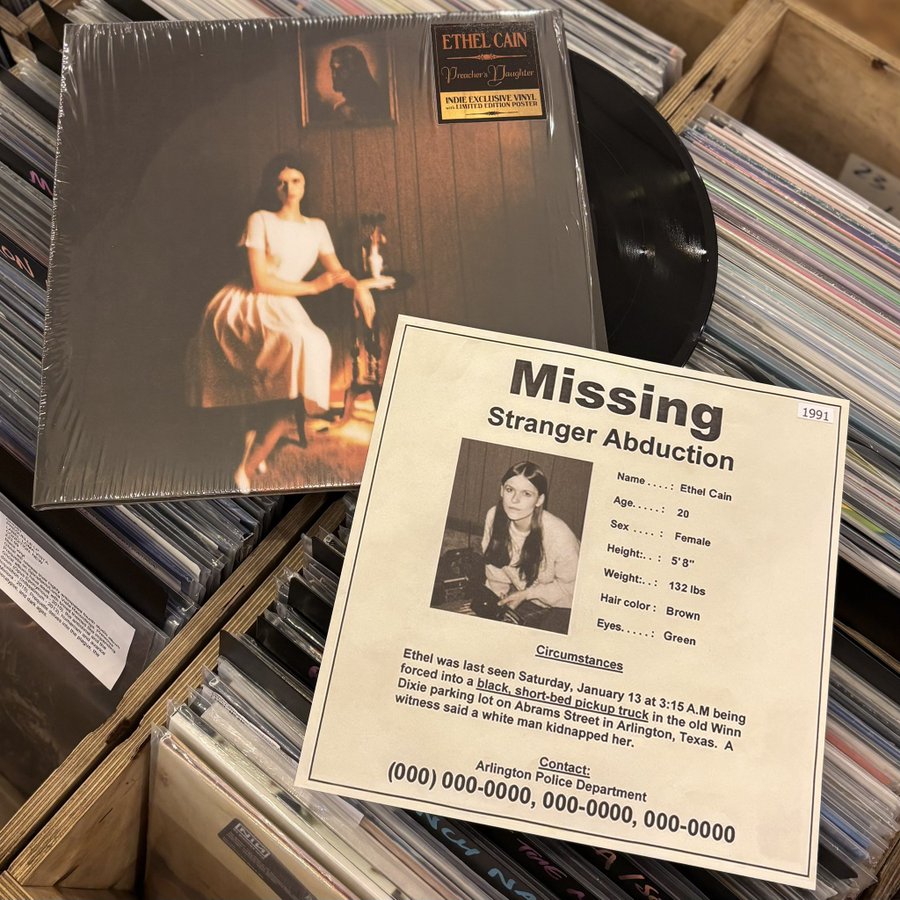 ETHEL CAIN
Preacher's Daughter
INDIE EXCLUSIVE VINYL
with LIMITED EDITION POSTER
23
Missing
1991
Stranger Abduction
Name . . . . : Ethel Cain
Age. . . . . : 20
Sex . . . . : Female
Height:. . : 5'8"
Weight:. . : 132 lbs
Hair color : Brown
Eyes. . . . . : Green
Circumstances
Ethel was last seen Saturday, January 13 at 3:15 A.M being
forced into a black, short-bed pickup truck in the old Winn
Dixie parking lot on Abrams Street in Arlington, Texas. A
witness said a white man kidnapped her.
Contact:
Arlington Police Department
(000) 000-0000, 000-0000, 000-0000